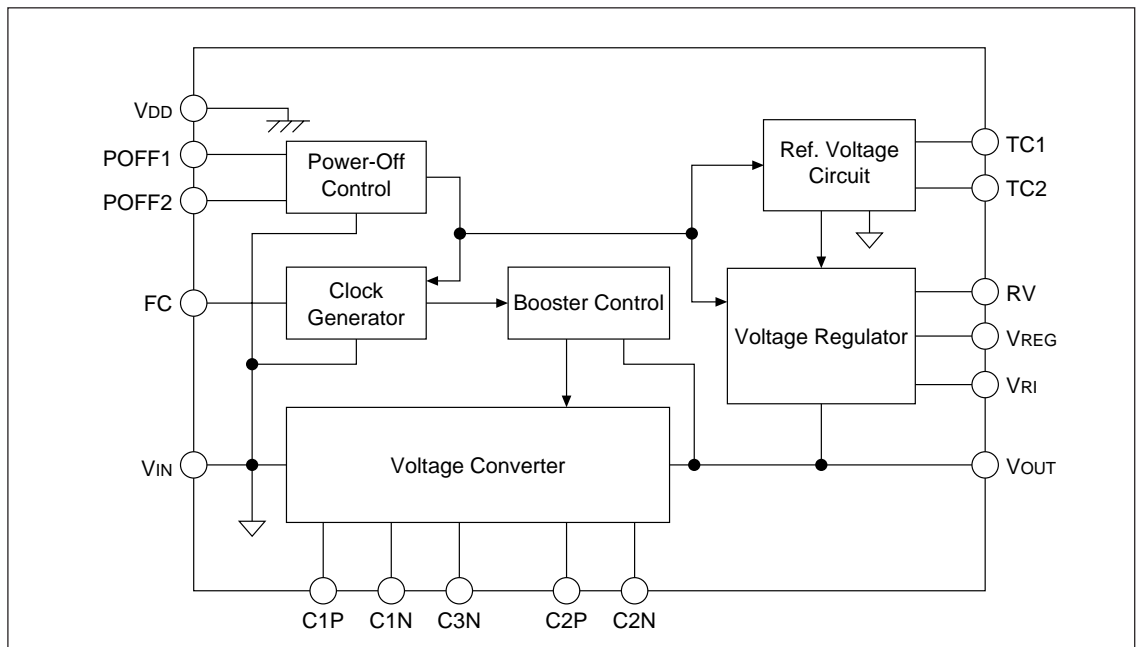 VDD
POFF1
POFF2
FC
VIN
Power-Off
Control
Clock
Generator
Booster Control
Voltage Converter
Ref. Voltage
Circuit
Voltage Regulator
TC1
TC2
RV
VREG
VRI
VOUT
C1P
C1N
C3N
C2P
C2N